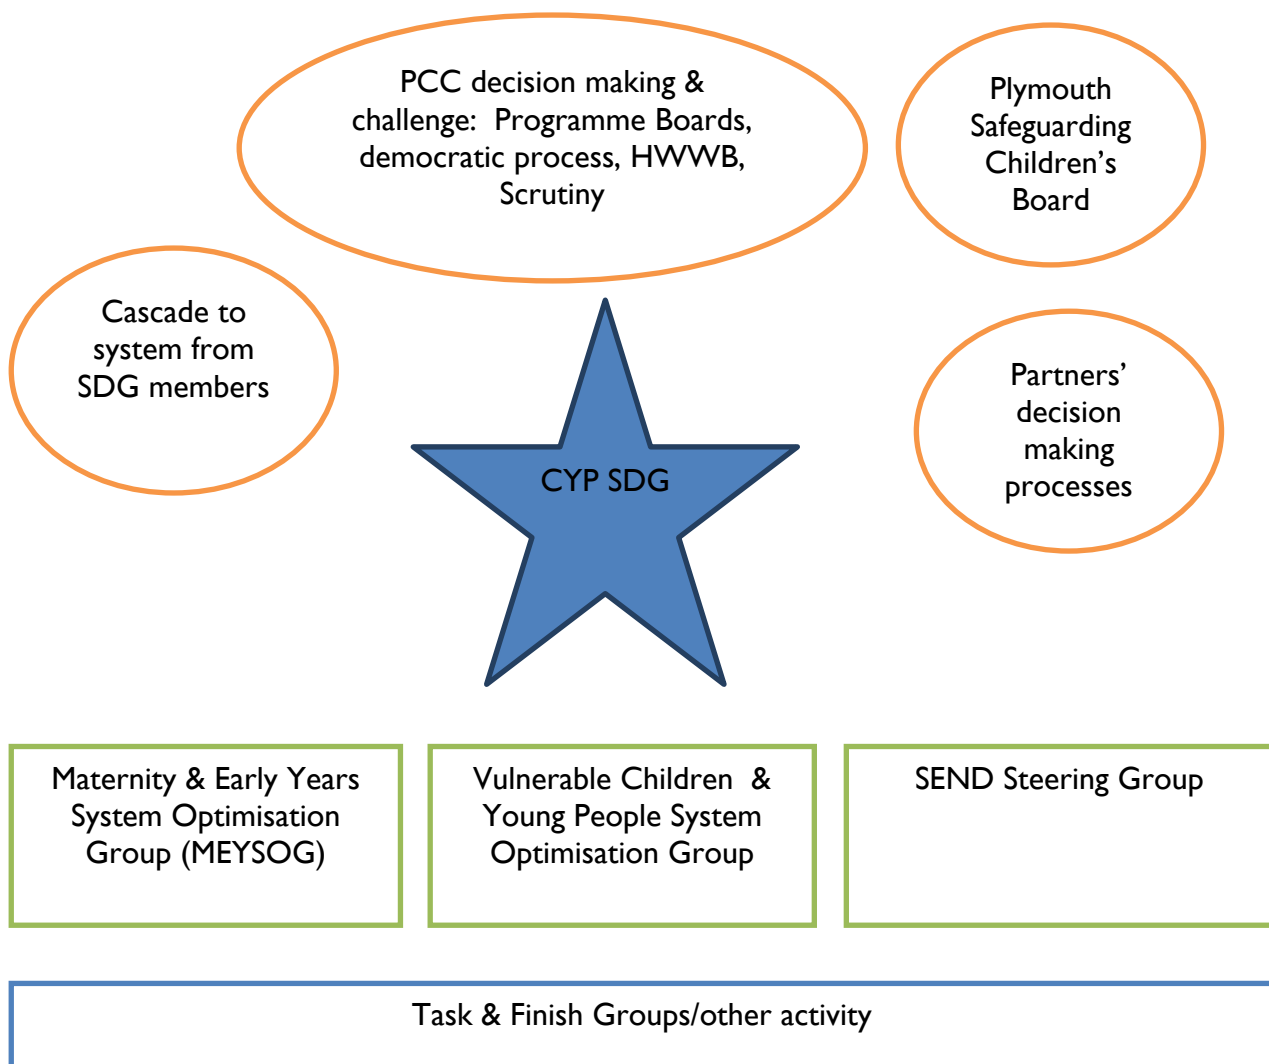 PCC decision making &
challenge:  Programme Boards,
democratic process, HWWB,
Scrutiny
Plymouth
Safeguarding
Children’s
Board
Cascade to
system from
SDG members
Partners’
decision
making
processes
CYP SDG
Maternity & Early Years
System Optimisation
Group (MEYSOG)
Vulnerable Children  &
Young People System
Optimisation Group
SEND Steering Group
Task & Finish Groups/other activity